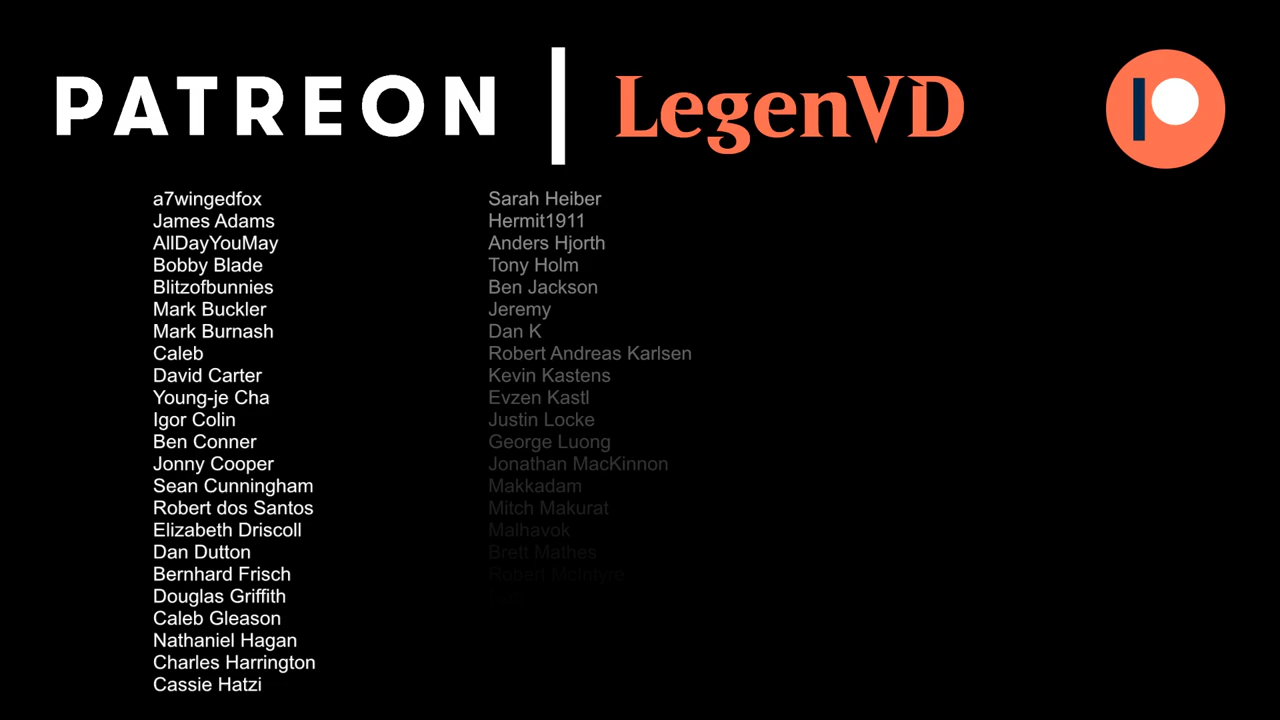 PATREON | LegenVD
a7wingedfox
James Adams
AllDayYouMay
Bobby Blade
Blitzofbunnies
Mark Buckler
Mark Burnash
Caleb
David Carter
Young-je Cha
Igor Colin
Ben Conner
Jonny Cooper
Sean Cunningham
Robert dos Santos
Elizabeth Driscoll
Dan Dutton
Bernhard Frisch
Douglas Griffith
Caleb Gleason
Nathaniel Hagan
Charles Harrington
Cassie Hatzi
Sarah Heiber
Hermit1911
Anders Hjorth
Tony Holm
Ben Jackson
Jeremy
Dan K
Robert Andreas Karlsen
Kevin Kastens
Evzen Kastl
Justin Locke
George Luong
Jonathan MacKinnon
Makkadam
Mitch Makurat
Malhavok
Brett Mathes
Robert McIntyre